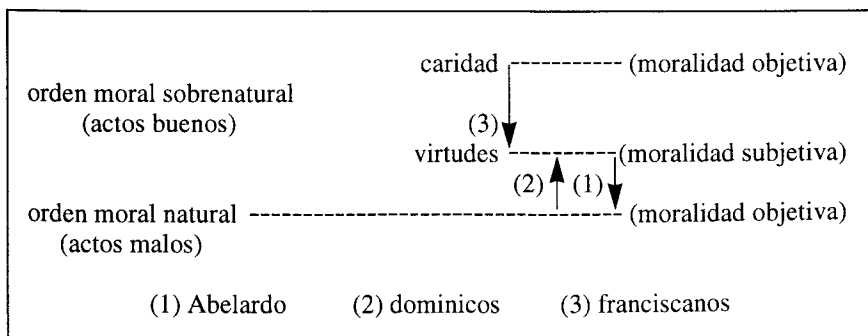 caridad (moralidad objetiva)
orden moral sobrenatural
(actos buenos)
(3)
virtudes (moralidad subjetiva)
(2) (1)
orden moral natural (moralidad objetiva)
(actos malos)
(1) Abelardo (2) dominicos (3) franciscanos